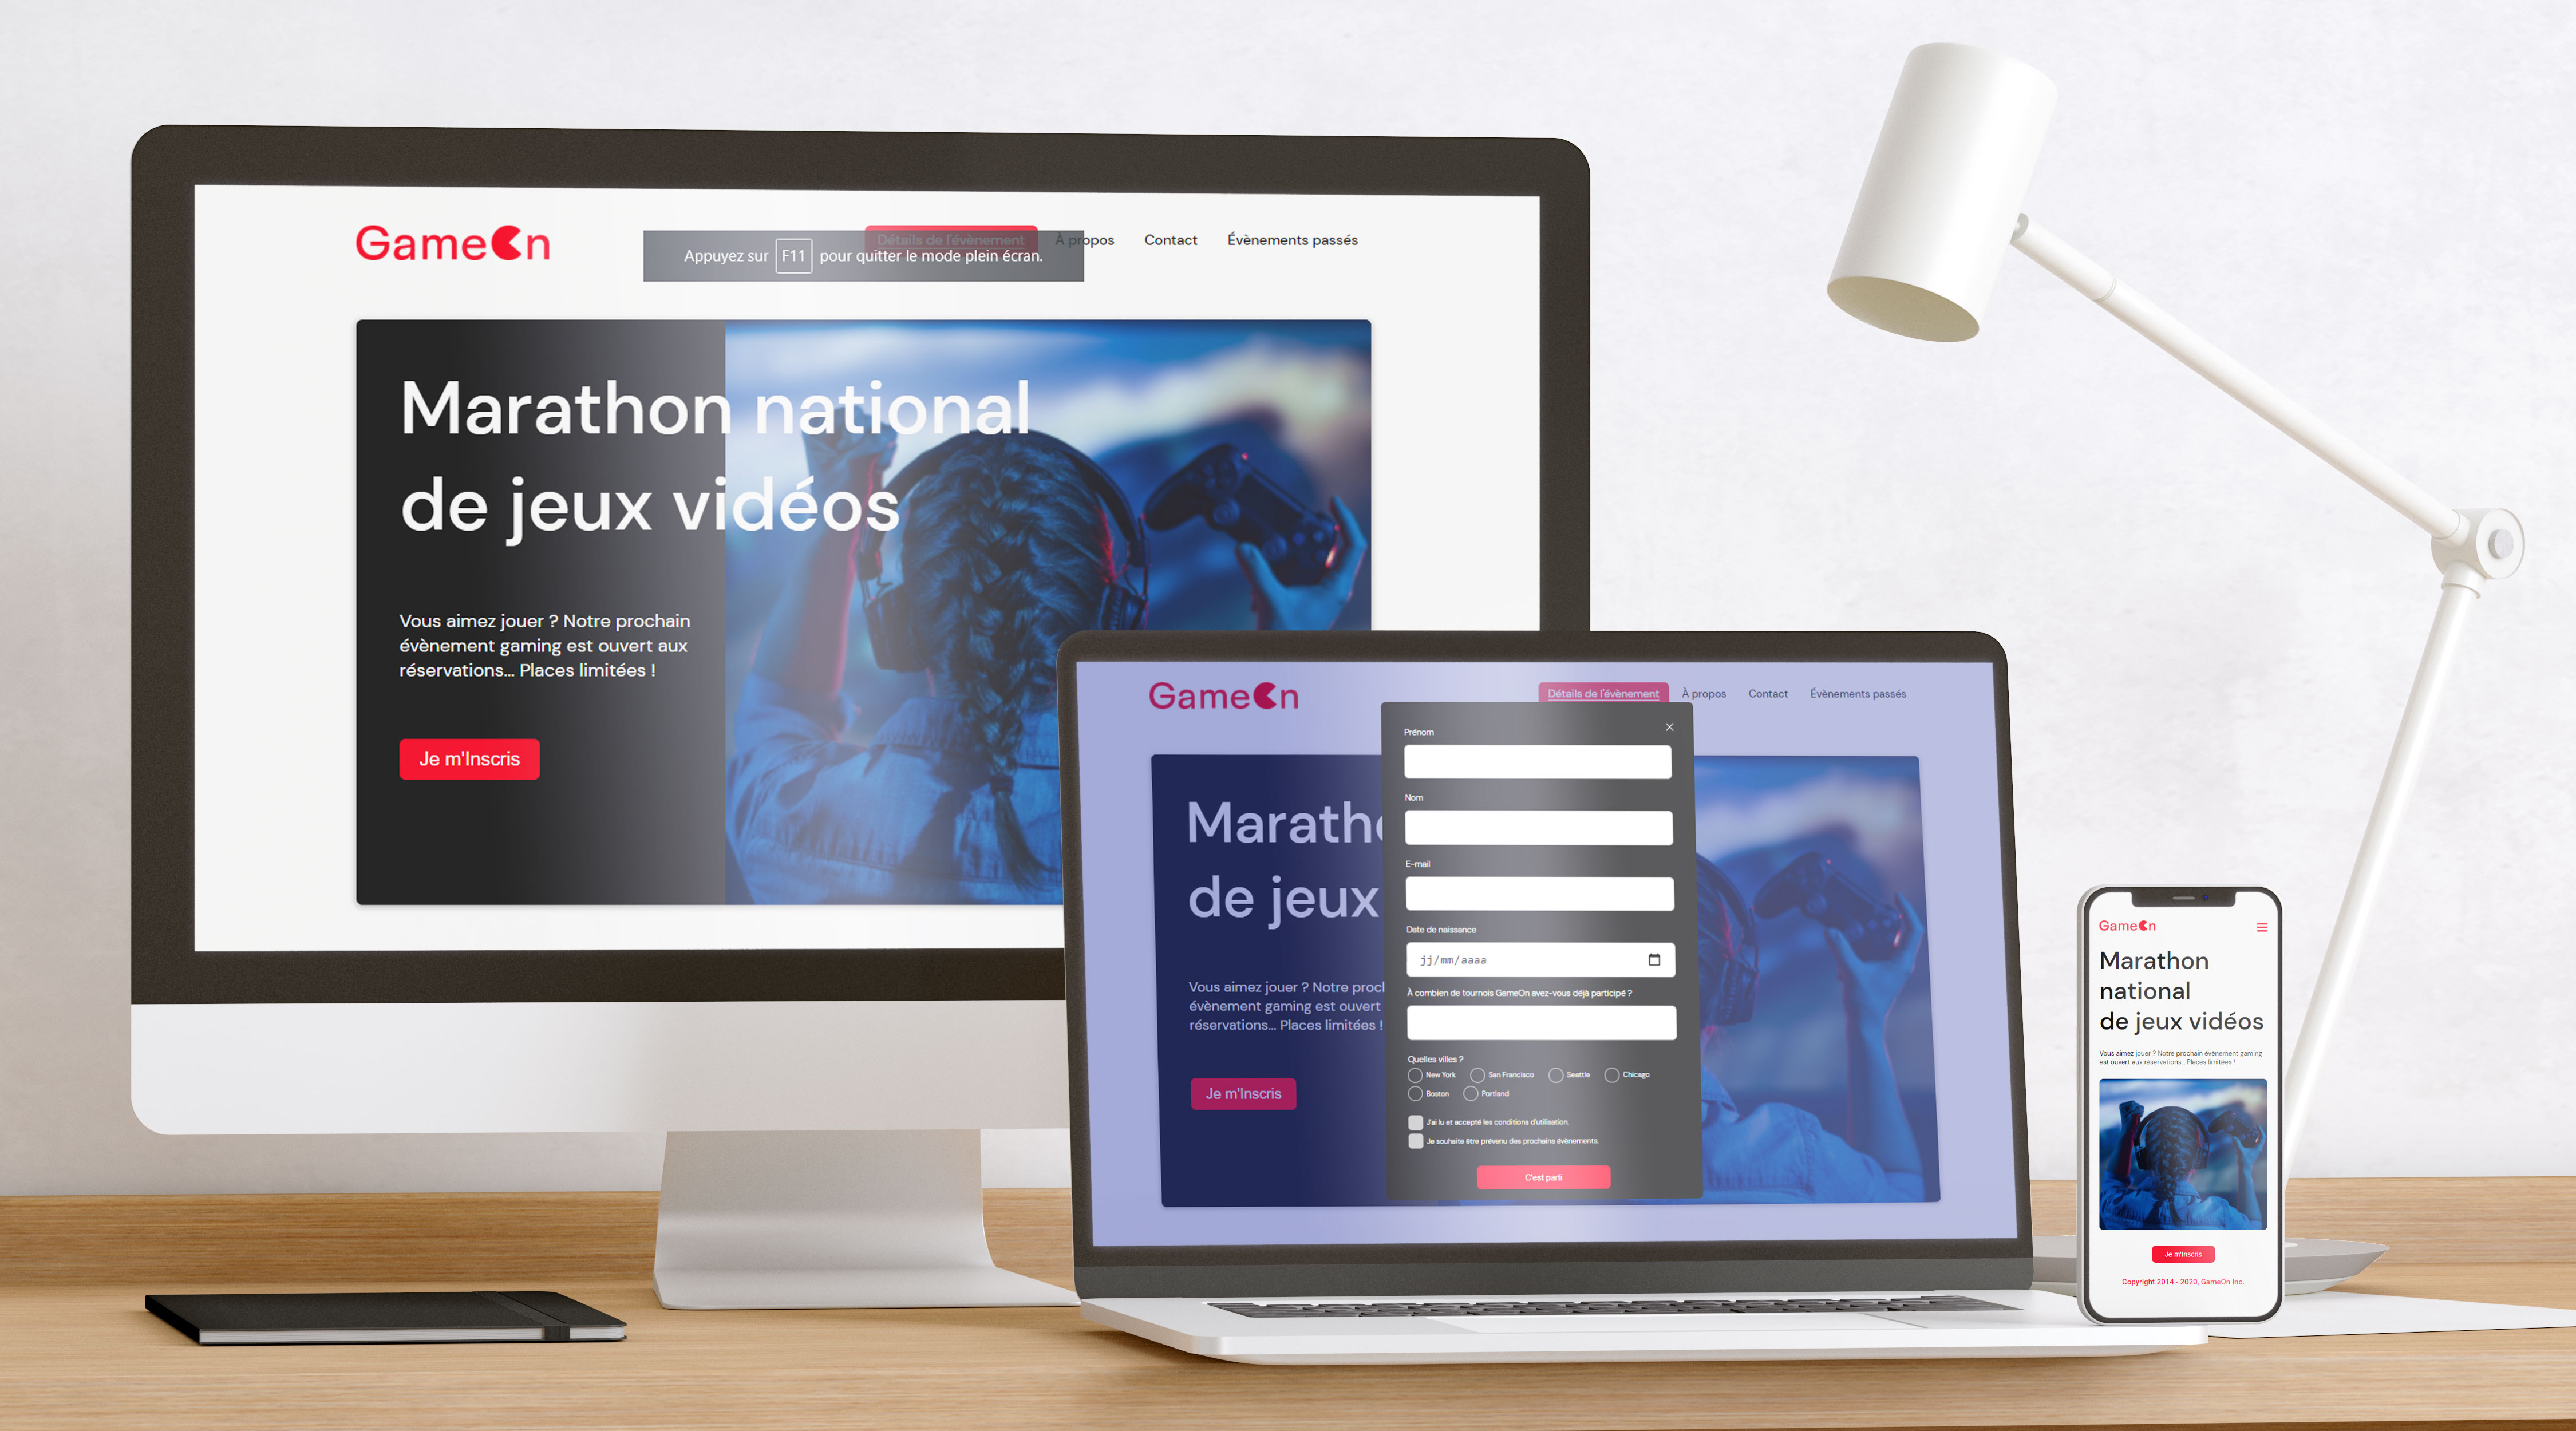 GameOn
Détails de l'évènement
À propos
Contact
Évènements passés
Appuyez sur F11 pour quitter le mode plein écran.
Marathon national
de jeux vidéos
Vous aimez jouer ? Notre prochain
évènement gaming est ouvert aux
réservations... Places limitées !
Je m'Inscris
GameOn
Détails de l'évènement
À propos
Contact
Évènements passés
Marath
de jeux
Vous aimez jouer ? Notre procl
évènement gaming est ouvert
réservations... Places limitées !
Je m'Inscris
Prénom
×
Nom
E-mail
Date de naissance
jj/mm/aaaa
À combien de tournois GameOn avez-vous déjà participé ?
Quelles villes ?
New York
San Francisco
Seattle
Chicago
Boston
Portland
J'ai lu et accepté les conditions d'utilisation.
Je souhaite être prévenu des prochains évènements.
C'est parti
GameOn
Marathon
national
de jeux vidéos
Vous aimez jouer ? Notre prochain évènement gaming
est ouvert aux réservations... Places limitées !
Je m'Inscris
Copyright 2014 - 2020, GameOn Inc.